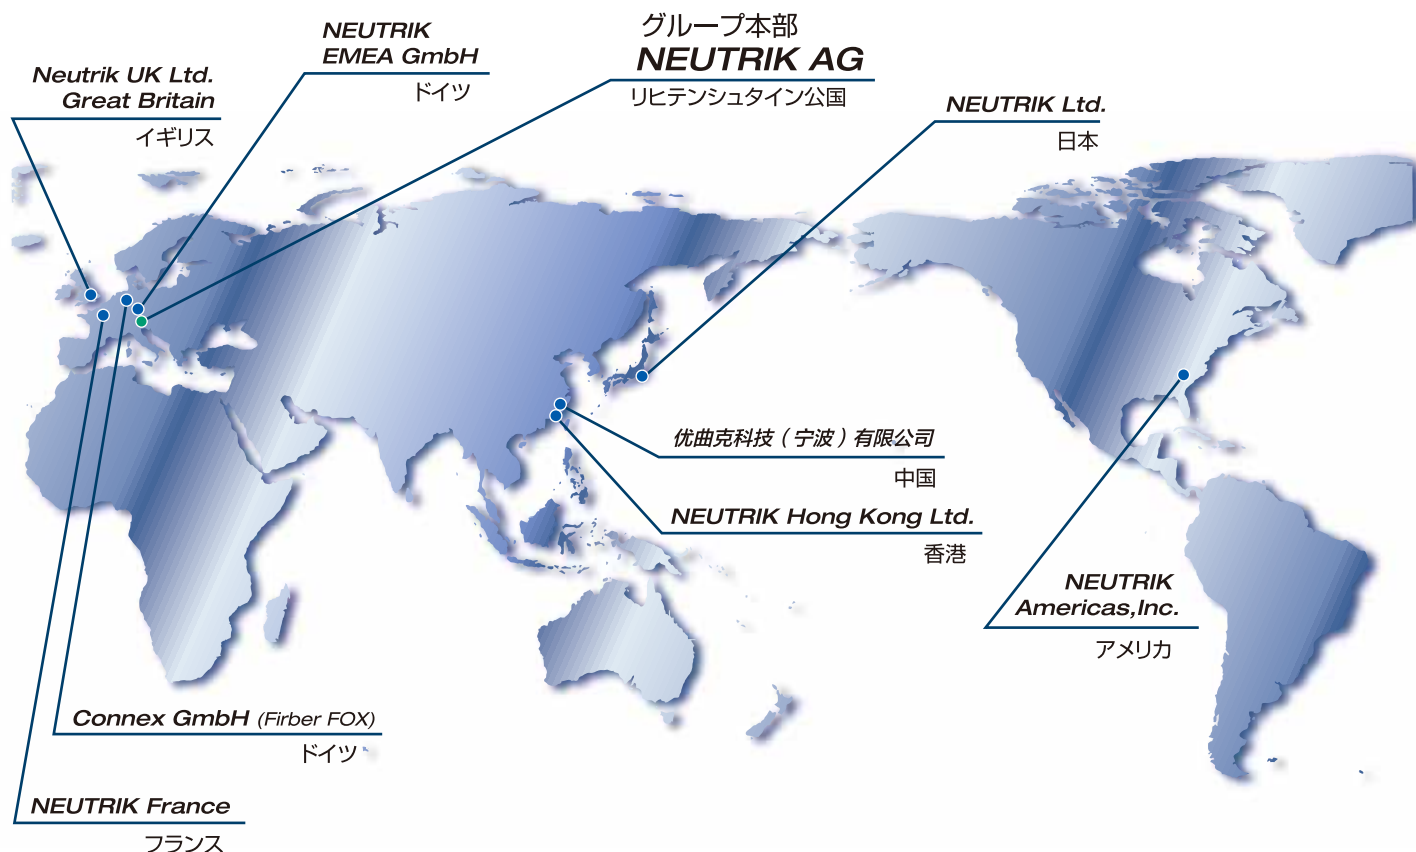 グループ本部
NEUTRIK AG
リヒテンシュタイン公国
NEUTRIK
EMEA GmbH
ドイツ
Neutrik UK Ltd.
Great Britain
イギリス
NEUTRIK Ltd.
日本
优曲克科技（宁波）有限公司
中国
NEUTRIK Hong Kong Ltd.
香港
NEUTRIK
Americas,Inc.
アメリカ
Connex GmbH (Firber FOX)
ドイツ
NEUTRIK France
フランス